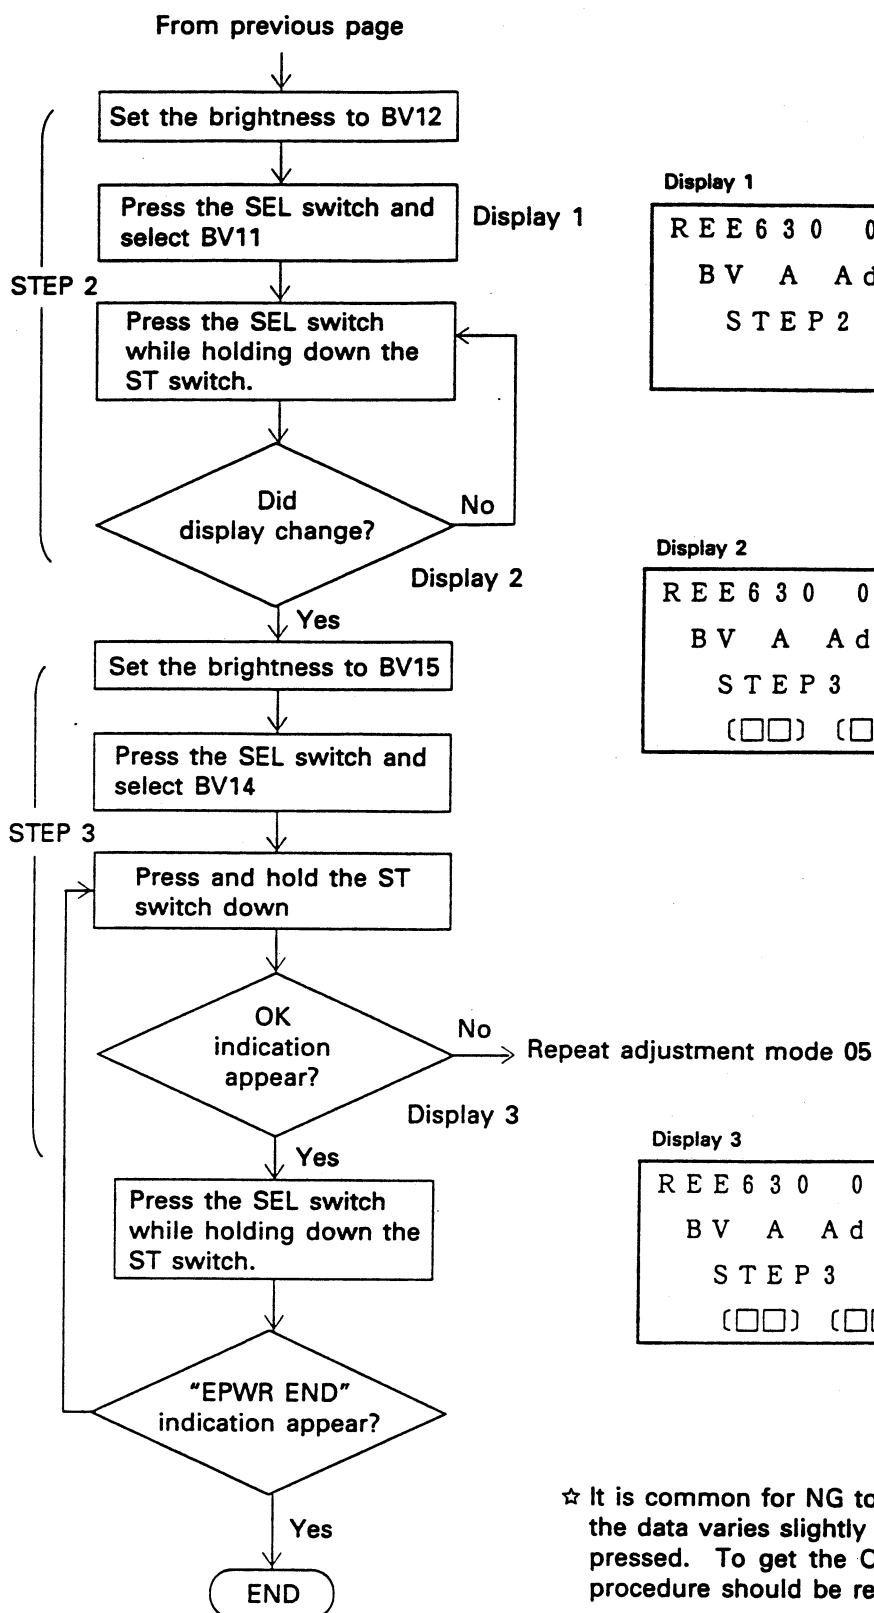 From previous page
Set the brightness to BV12
Press the SEL switch and
select BV11
Display 1
STEP 2
Press the SEL switch
while holding down the
ST switch.
Did
display change?
No
Display 2
Yes
Set the brightness to BV15
Press the SEL switch and
select BV14
STEP 3
Press and hold the ST
switch down
OK
indication
appear?
No
Repeat adjustment mode 05
Display 3
Yes
Press the SEL switch
while holding down the
ST switch.
"EPWR END"
indication appear?
Yes
END
Display 1
REE630 0
BV A Ad
STEP2
Display 2
REE630 0
BV A Ad
STEP3
(□□) (□
Display 3
REE630 0
BV A Ad
STEP3
(□□) (□
☆ It is common for NG to
the data varies slightly
pressed. To get the
procedure should be